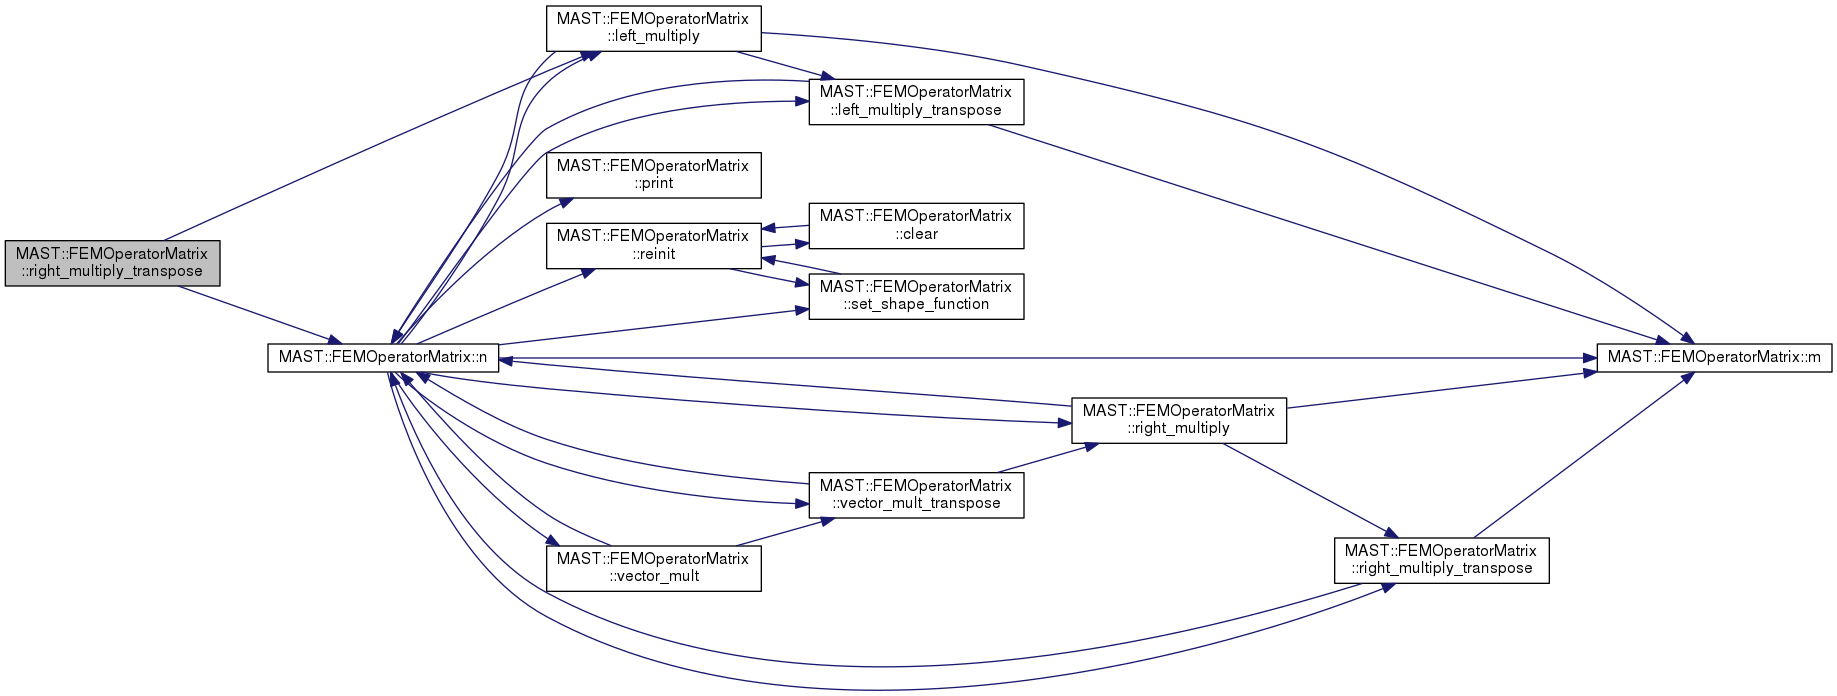 MAST::FEMOperatorMatrix
::left_multiply
MAST::FEMOperatorMatrix
::left_multiply_transpose
MAST::FEMOperatorMatrix
::print
MAST::FEMOperatorMatrix
::clear
MAST::FEMOperatorMatrix
::reinit
MAST::FEMOperatorMatrix
::right_multiply_transpose
MAST::FEMOperatorMatrix
::set_shape_function
MAST::FEMOperatorMatrix::n
MAST::FEMOperatorMatrix::m
MAST::FEMOperatorMatrix
::right_multiply
MAST::FEMOperatorMatrix
::vector_mult_transpose
MAST::FEMOperatorMatrix
::right_multiply_transpose
MAST::FEMOperatorMatrix
::vector_mult